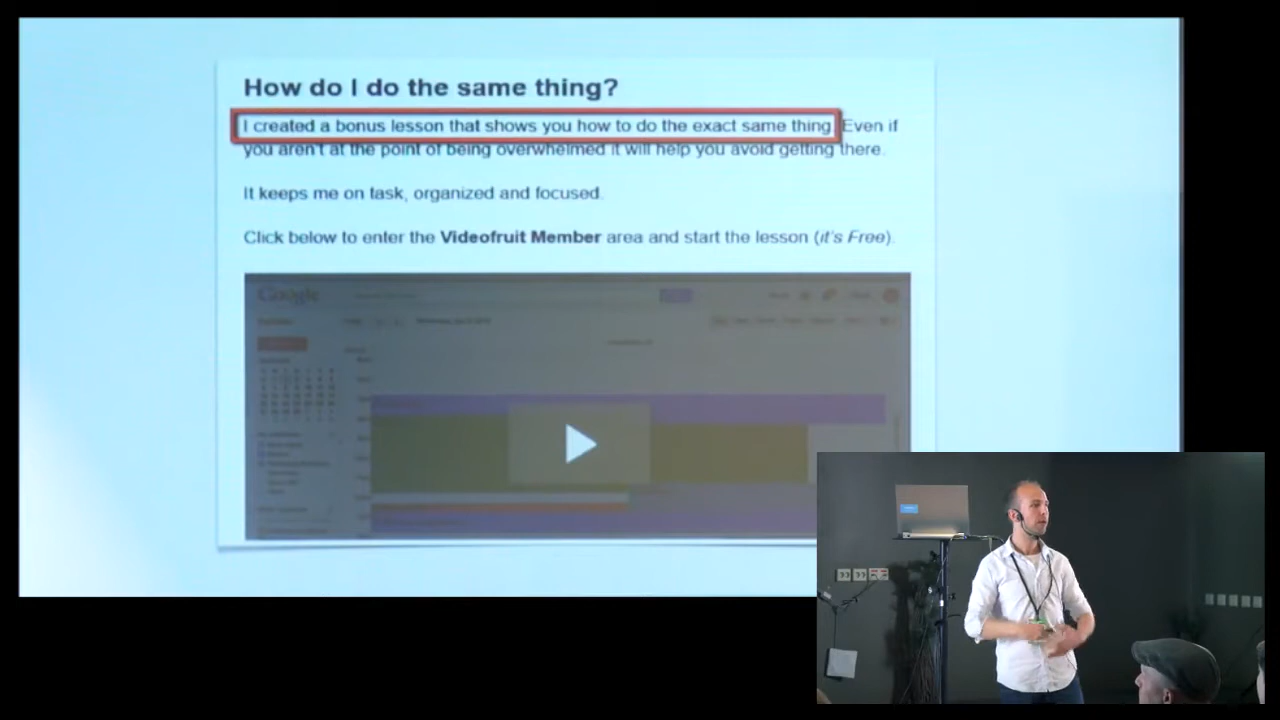 How do I do the same thing?
I created a bonus lesson that shows you how to do the exact same thing. Even if
you aren't at the point of being overwhelmed it will help you avoid getting there.
It keeps me on task, organized and focused.
Click below to enter the Videofruit Member area and start the lesson (it's Free).
Google